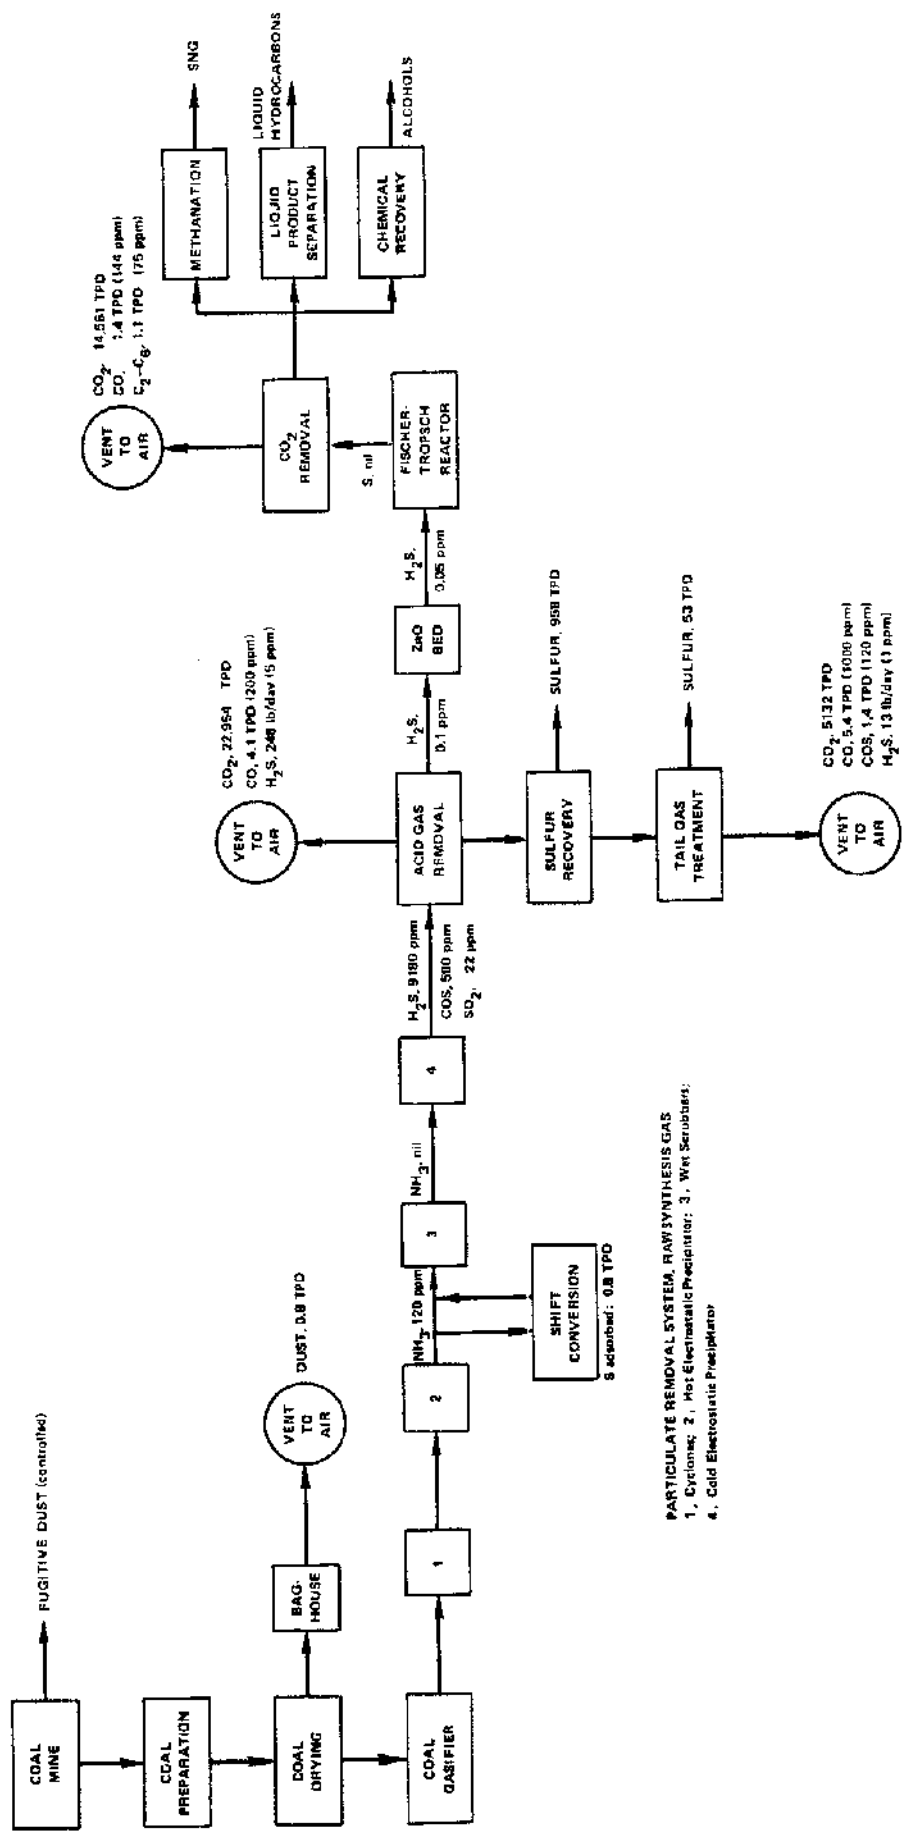 COAL
MINE
FUGITIVE DUST (controlled)
COAL
PREPARATION
COAL
DRYING
BAG-
HOUSE
VENT
TO
AIR
DUST, 0.8 TPD
COAL
GASIFIER
1
2
NH3, 120 ppm
SHIFT
CONVERSION
S adsorbed: 0.8 TPD
3
NH3, nil
4
H2S, 9180 ppm
COS, 500 ppm
SO2, 22 ppm
ACID GAS
REMOVAL
VENT
TO
AIR
CO2, 22,954 TPD
CO, 4.1 TPD (200 ppm)
H2S, 248 lb/day (5 ppm)
SULFUR
RECOVERY
SULFUR, 958 TPD
TAIL GAS
TREATMENT
SULFUR, 53 TPD
VENT
TO
AIR
CO2, 5132 TPD
CO, 5.4 TPD (1000 ppm)
COS, 1.4 TPD (120 ppm)
H2S, 13 lb/day (1 ppm)
H2S,
0.1 ppm
ZnO
BED
H2S,
0.05 ppm
FISCHER-
TROPSCH
REACTOR
S, nil
CO2
REMOVAL
VENT
TO
AIR
CO2, 14,561 TPD
CO, 1.4 TPD (144 ppm)
C2-C6, 1.1 TPD (75 ppm)
METHANATION
SNG
LIQUID
PRODUCT
SEPARATION
LIQUID
HYDROCARBONS
CHEMICAL
RECOVERY
ALCOHOLS
PARTICULATE REMOVAL SYSTEM, RAW SYNTHESIS GAS
1, Cyclones; 2, Hot Electrostatic Precipitator; 3, Wet Scrubbers;
4, Cold Electrostatic Precipitator